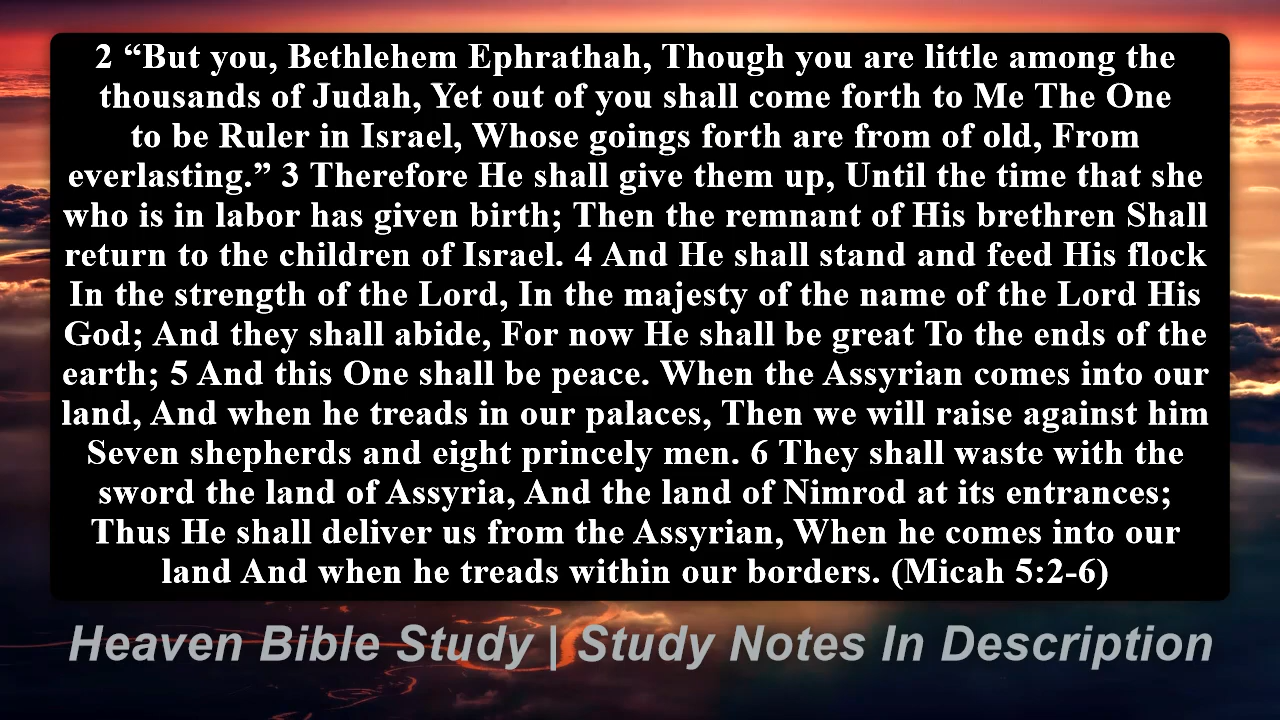 2 “But you, Bethlehem Ephrathah, Though you are little among the
thousands of Judah, Yet out of you shall come forth to Me The One
to be Ruler in Israel, Whose goings forth are from of old, From
everlasting.” 3 Therefore He shall give them up, Until the time that she
who is in labor has given birth; Then the remnant of His brethren Shall
return to the children of Israel. 4 And He shall stand and feed His flock
In the strength of the Lord, In the majesty of the name of the Lord His
God; And they shall abide, For now He shall be great To the ends of the
earth; 5 And this One shall be peace. When the Assyrian comes into our
land, And when he treads in our palaces, Then we will raise against him
Seven shepherds and eight princely men. 6 They shall waste with the
sword the land of Assyria, And the land of Nimrod at its entrances;
Thus He shall deliver us from the Assyrian, When he comes into our
land And when he treads within our borders. (Micah 5:2-6)
Heaven Bible Study | Study Notes In Description